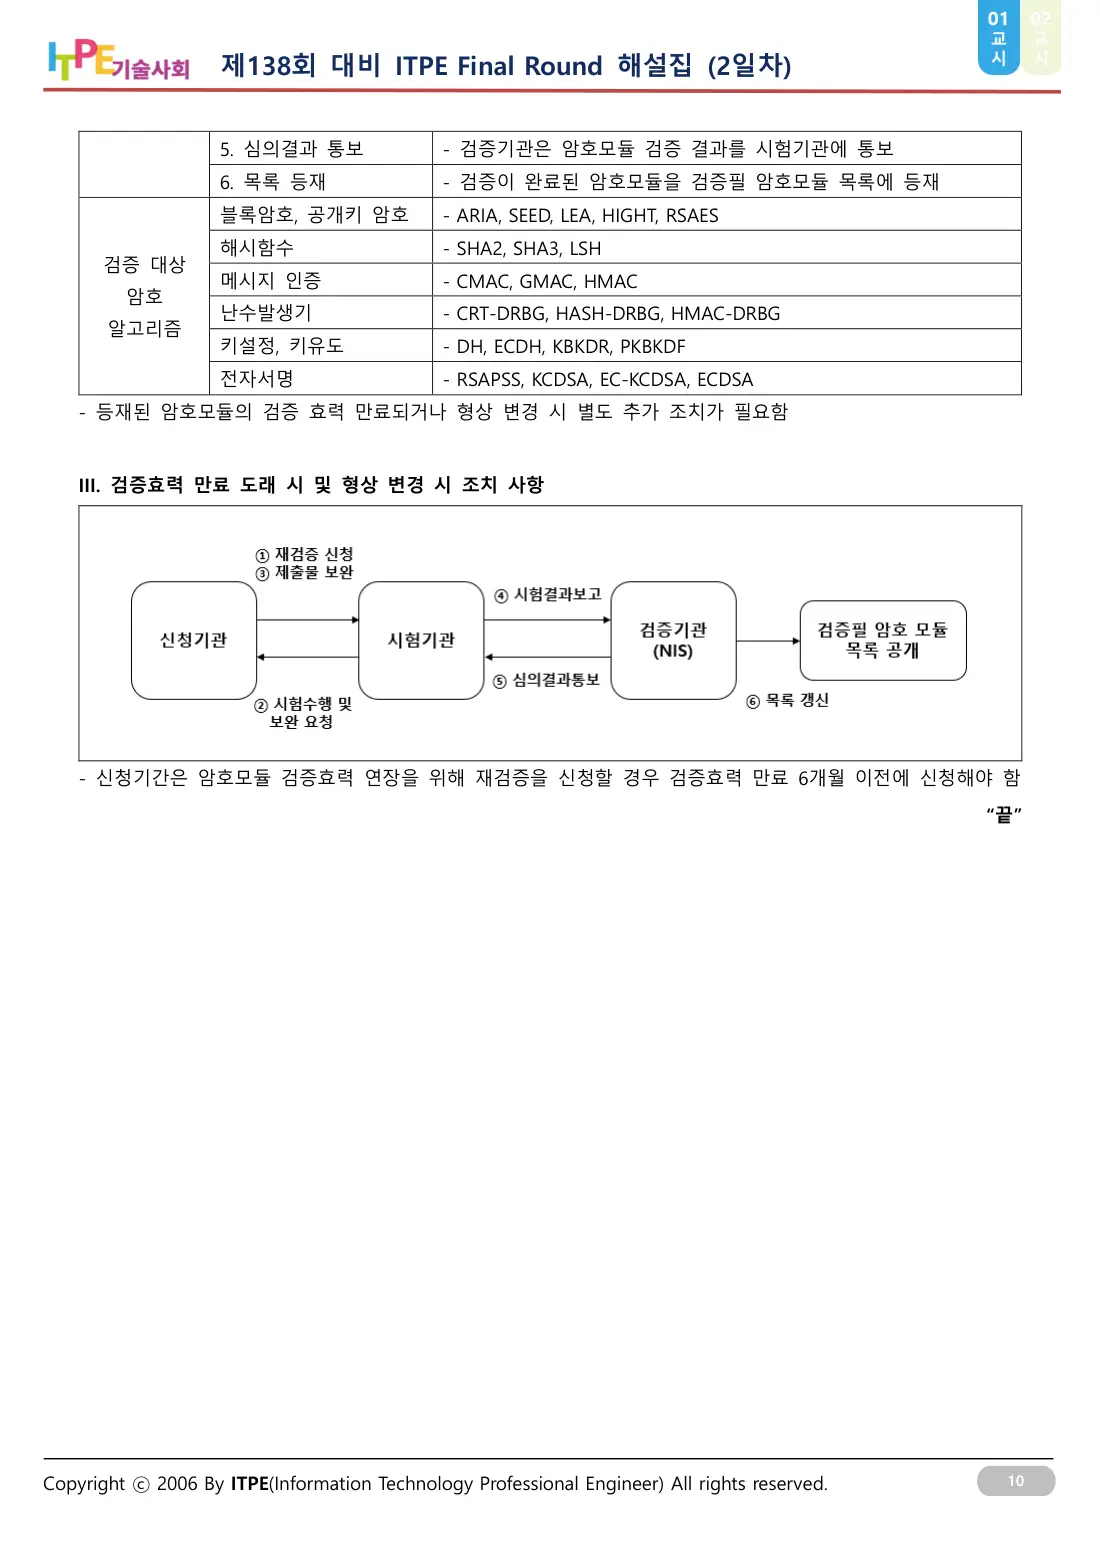 01
교
시
02
교
시
ITPE기술사회 제138회 대비 ITPE Final Round 해설집 (2일차)
5. 심의결과 통보 - 검증기관은 암호모듈 검증 결과를 시험기관에 통보
6. 목록 등재 - 검증이 완료된 암호모듈을 검증필 암호모듈 목록에 등재
검증 대상
암호
알고리즘
블록암호, 공개키 암호 - ARIA, SEED, LEA, HIGHT, RSAES
해시함수 - SHA2, SHA3, LSH
메시지 인증 - CMAC, GMAC, HMAC
난수발생기 - CRT-DRBG, HASH-DRBG, HMAC-DRBG
키설정, 키유도 - DH, ECDH, KBKDR, PKBKDF
전자서명 - RSAPSS, KCDSA, EC-KCDSA, ECDSA
- 등재된 암호모듈의 검증 효력 만료되거나 형상 변경 시 별도 추가 조치가 필요함
III. 검증효력 만료 도래 시 및 형상 변경 시 조치 사항
① 재검증 신청
③ 제출물 보완
신청기관
② 시험수행 및
보완 요청
시험기관
④ 시험결과보고
⑤ 심의결과통보
검증기관
(NIS)
⑥ 목록 갱신
검증필 암호 모듈
목록 공개
- 신청기간은 암호모듈 검증효력 연장을 위해 재검증을 신청할 경우 검증효력 만료 6개월 이전에 신청해야 함
“끝”
Copyright ⓒ 2006 By ITPE(Information Technology Professional Engineer) All rights reserved.
10